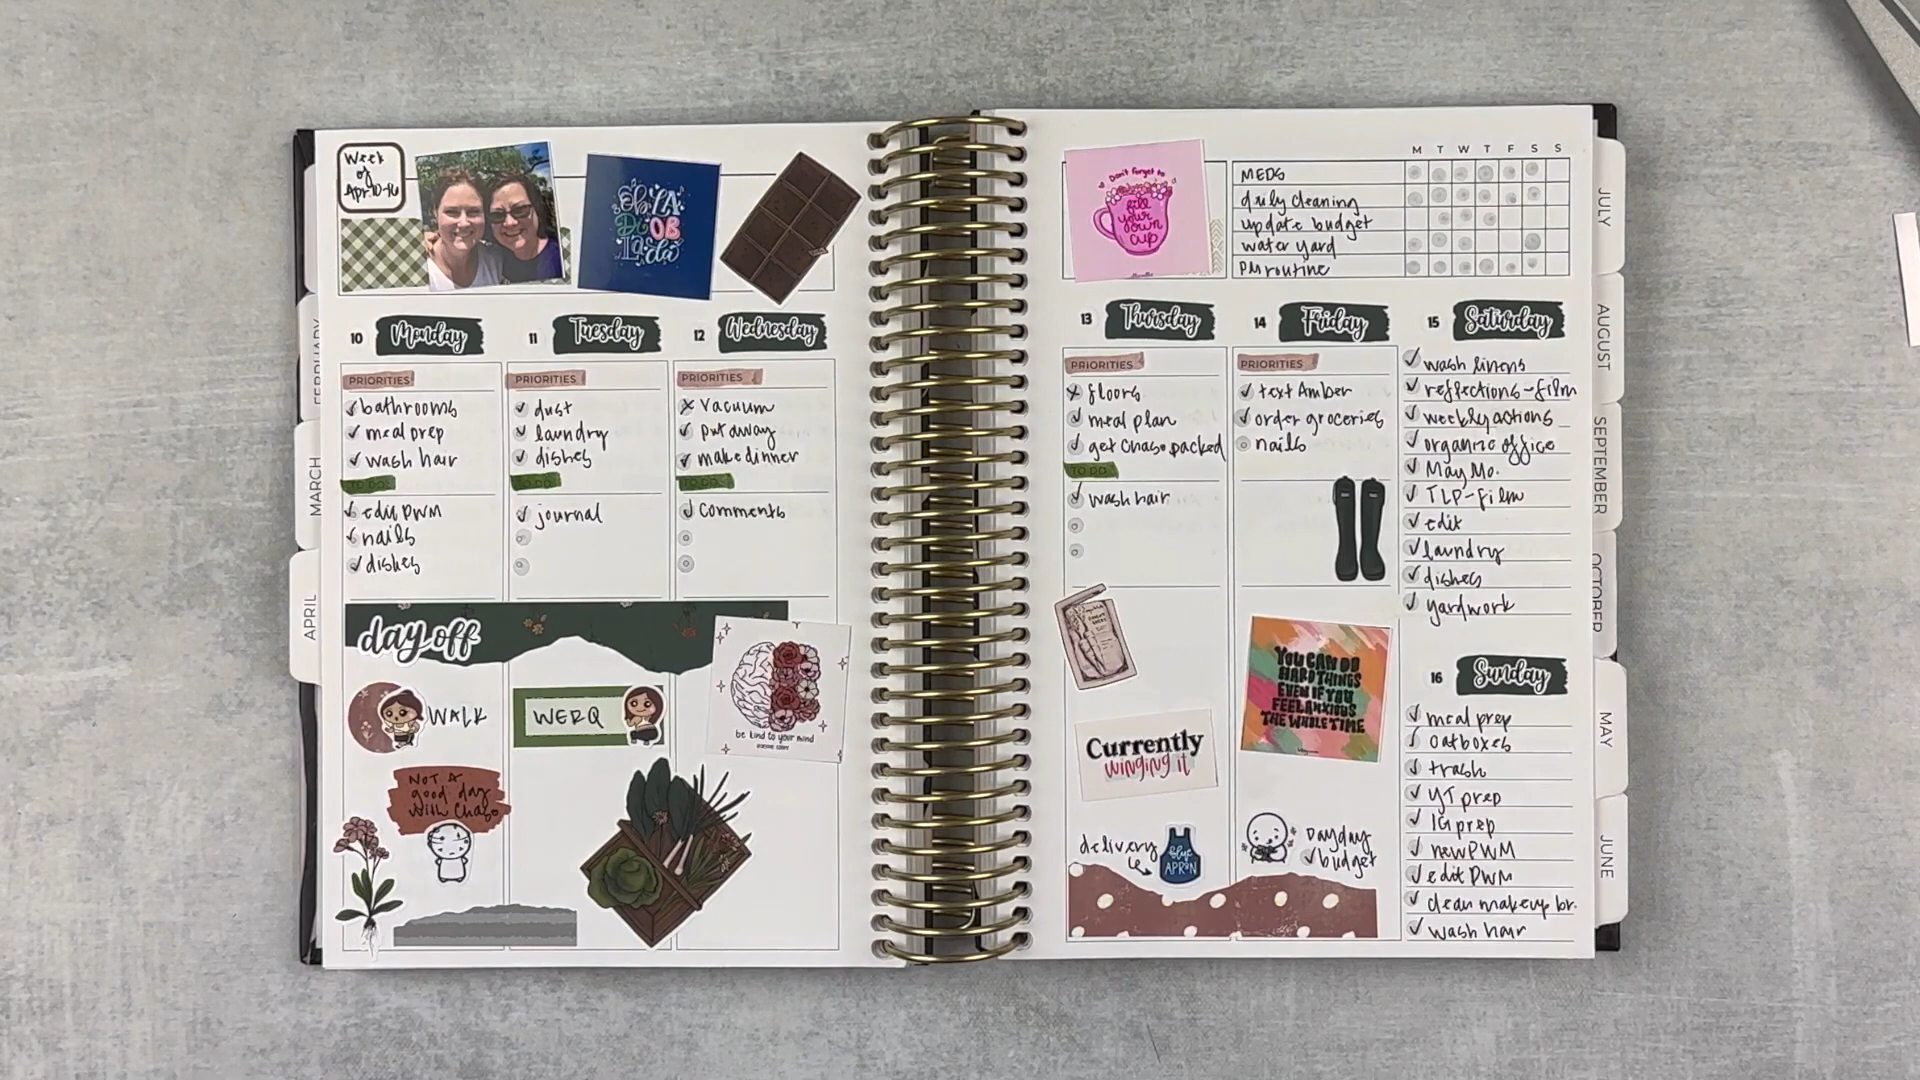 Week
of
Apr 10-16
Oh LA
Di OB
La da
10 Monday
11 Tuesday
12 Wednesday
PRIORITIES
bathrooms
meal prep
wash hair
TO DO
edit PWM
nails
dishes
PRIORITIES
dust
laundry
dishes
TO DO
journal
PRIORITIES
vacuum
put away
make dinner
TO DO
comments
day off
WALK
WERQ
be kind to your mind
NOT A
good day
with Chase
Don't forget to
fill
your
own
cup
M T W T F S S
MEDS
daily cleaning
update budget
water yard
PM routine
13 Thursday
14 Friday
15 Saturday
PRIORITIES
floors
meal plan
get Chase packed
TO DO
wash hair
PRIORITIES
text Amber
order groceries
nails
wash linens
reflections-film
weekly actions
organize office
May Mo.
TLP-film
edit
laundry
dishes
yardwork
Currently
winging it
YOU CAN DO
HARD THINGS
EVEN IF YOU
FEEL ANXIOUS
THE WHOLE TIME
delivery
blue
APRON
Dayday
budget
16 Sunday
meal prep
oatboxes
trash
YT prep
IG prep
new PWM
edit PWM
clean makeup br.
wash hair
FEBRUARY
MARCH
APRIL
JULY
AUGUST
SEPTEMBER
OCTOBER
MAY
JUNE